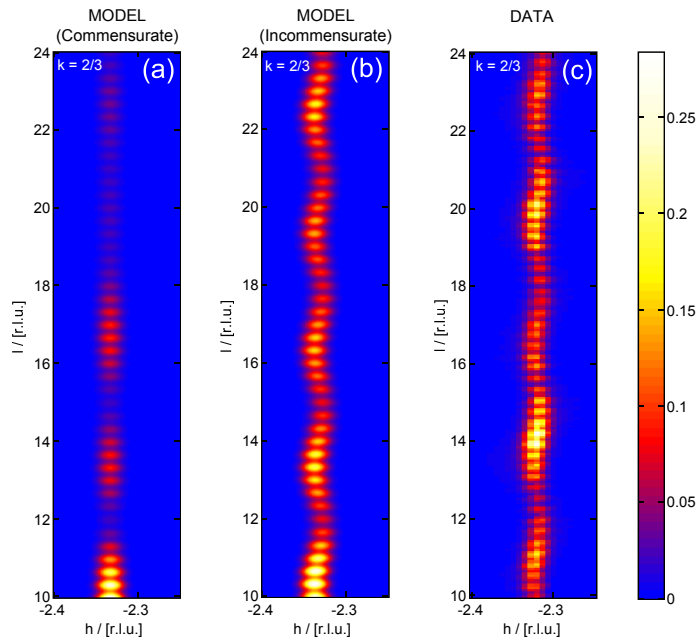 MODEL
(Commensurate)
MODEL
(Incommensurate)
DATA
k = 2/3
(a)
k = 2/3
(b)
k = 2/3
(c)
24
22
20
18
16
14
12
10
l / [r.l.u.]
-2.4
-2.3
h / [r.l.u.]
24
22
20
18
16
14
12
10
l / [r.l.u.]
-2.4
-2.3
h / [r.l.u.]
24
22
20
18
16
14
12
10
l / [r.l.u.]
-2.4
-2.3
h / [r.l.u.]
0.25
0.2
0.15
0.1
0.05
0